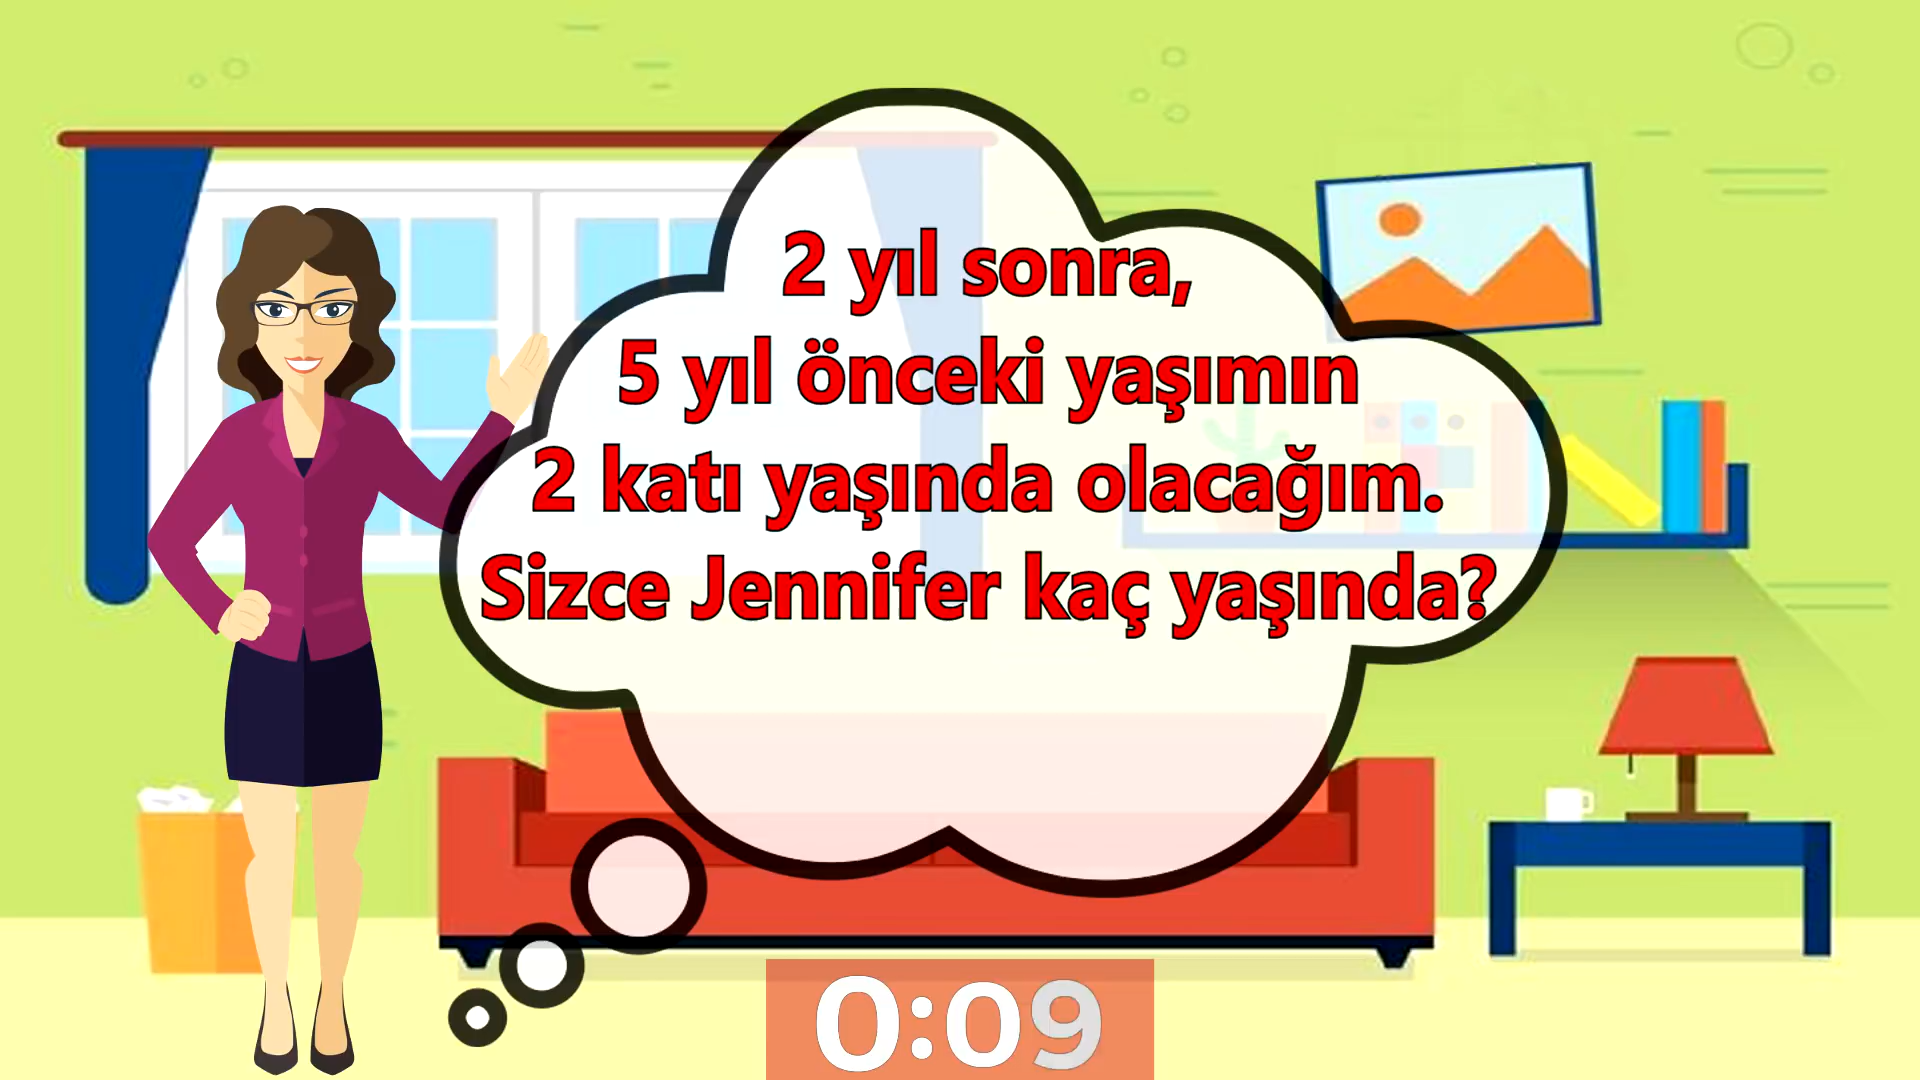 2 yıl sonra,
5 yıl önceki yaşımın
2 katı yaşında olacağım.
Sizce Jennifer kaç yaşında?
0:09